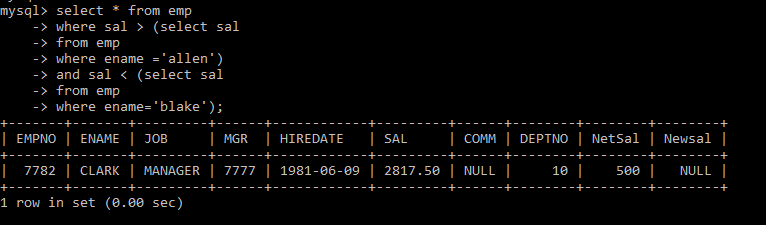 mysql> select * from emp
    -> where sal > (select sal
    -> from emp
    -> where ename ='allen')
    -> and sal < (select sal
    -> from emp
    -> where ename='blake');
+-------+-------+---------+------+------------+---------+------+--------+--------+--------+
| EMPNO | ENAME | JOB     | MGR  | HIREDATE   | SAL     | COMM | DEPTNO | NetSal | Newsal |
+-------+-------+---------+------+------------+---------+------+--------+--------+--------+
|  7782 | CLARK | MANAGER | 7777 | 1981-06-09 | 2817.50 | NULL |     10 |    500 |   NULL |
+-------+-------+---------+------+------------+---------+------+--------+--------+--------+
1 row in set (0.00 sec)